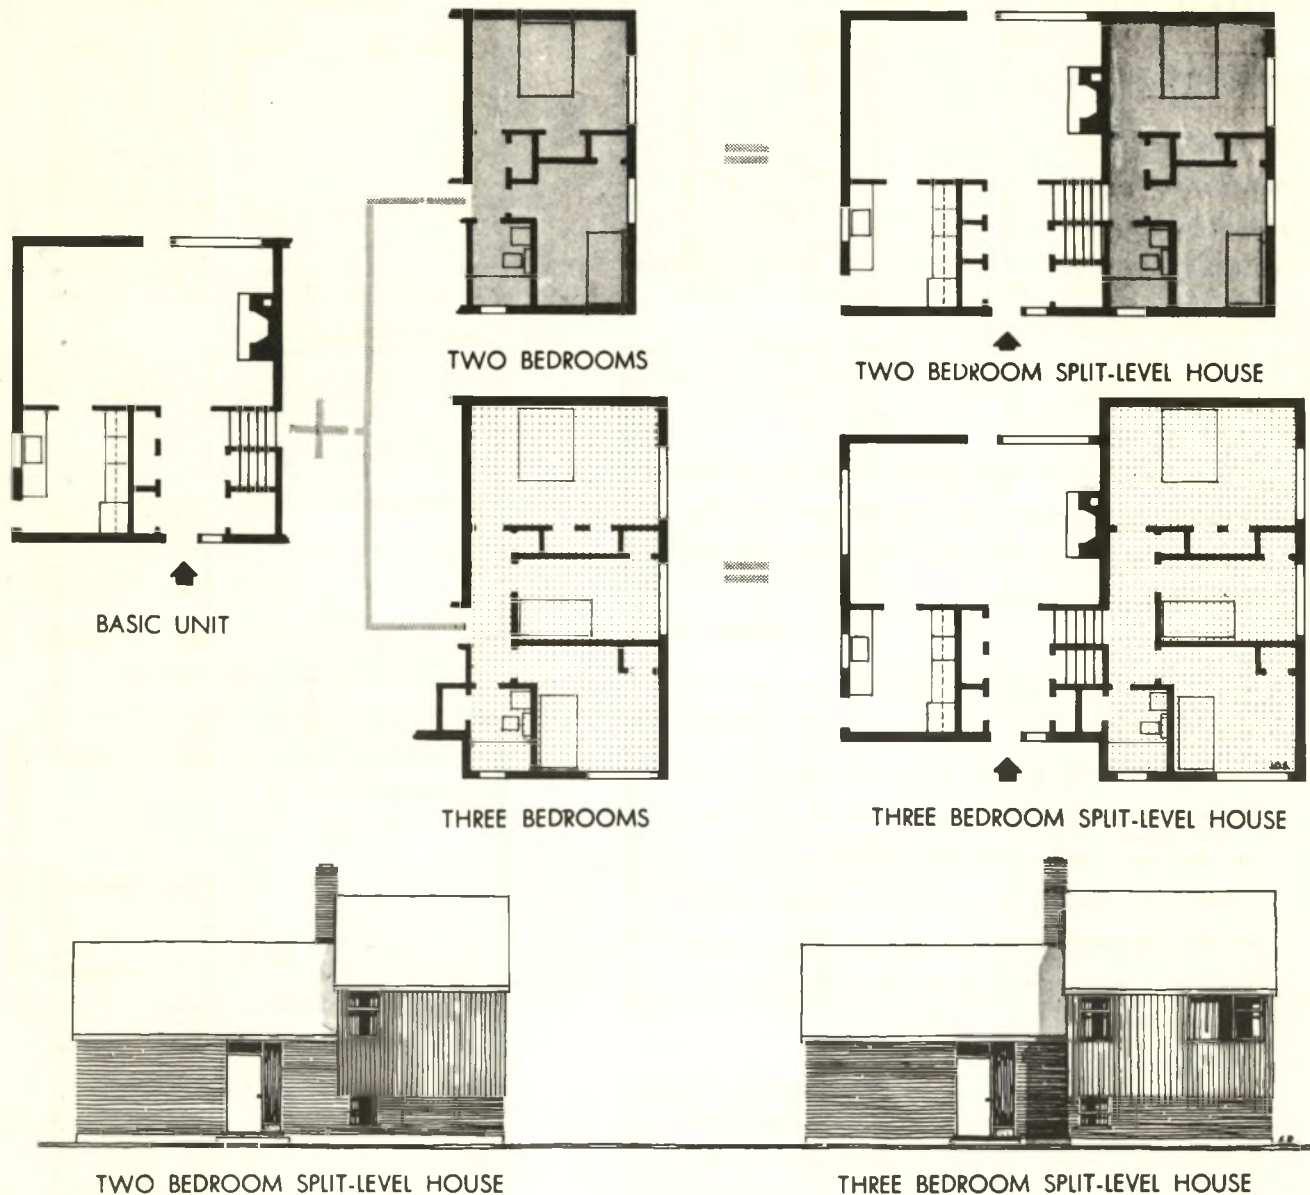 TWO BEDROOMS
TWO BEDROOM SPLIT-LEVEL HOUSE
BASIC UNIT
THREE BEDROOMS
THREE BEDROOM SPLIT-LEVEL HOUSE
TWO BEDROOM SPLIT-LEVEL HOUSE
THREE BEDROOM SPLIT-LEVEL HOUSE